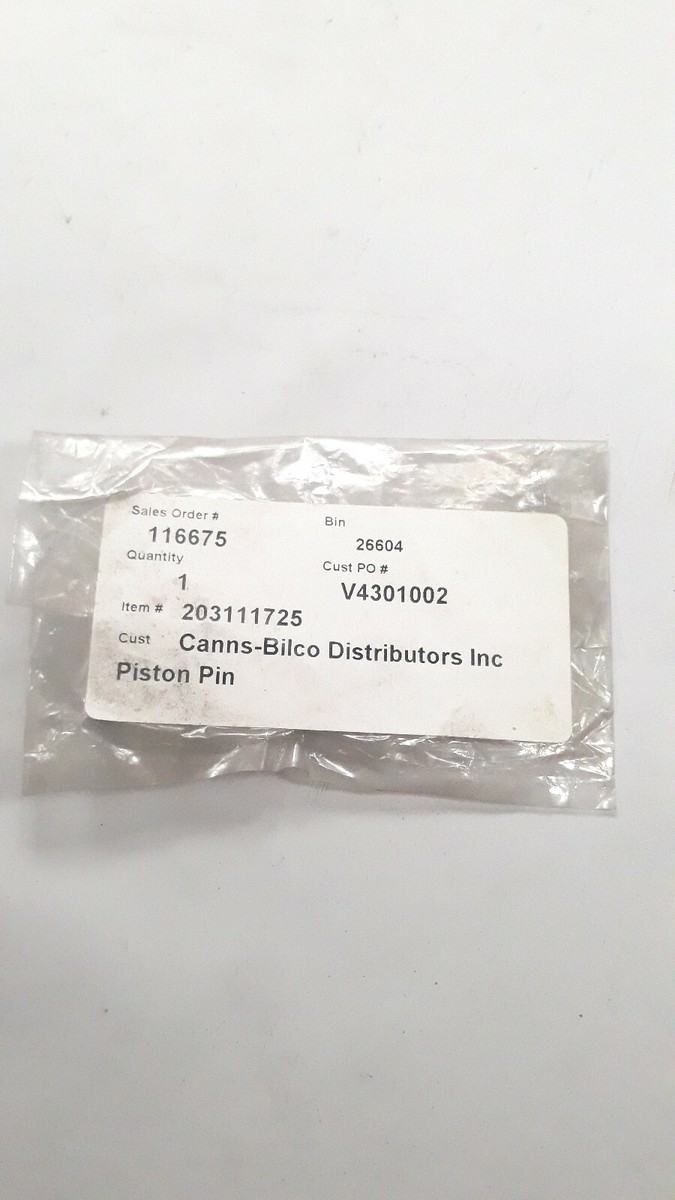 Sales Order # Bin
116675 26604
Quantity Cust PO #
1 V4301002
Item # 203111725
Cust Canns-Bilco Distributors Inc
Piston Pin